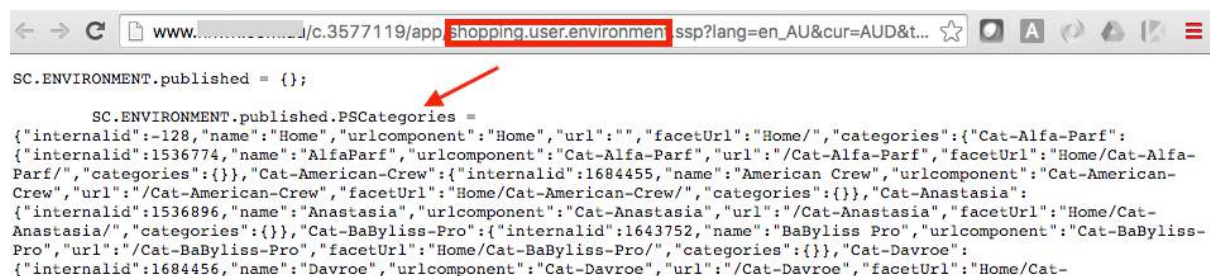 www. /c.3577119/app/shopping.user.environment.ssp?lang=en_AU&cur=AUD&t...
SC.ENVIRONMENT.published = {};
SC.ENVIRONMENT.published.PSCategories =
{"internalid":-128,"name":"Home","urlcomponent":"Home","url":"","facetUrl":"Home/","categories":{"Cat-Alfa-Parf":
{"internalid":1536774,"name":"AlfaParf","urlcomponent":"Cat-Alfa-Parf","url":"/Cat-Alfa-Parf","facetUrl":"Home/Cat-Alfa-
Parf/","categories":{}},"Cat-American-Crew":{"internalid":1684455,"name":"American Crew","urlcomponent":"Cat-American-
Crew","url":"/Cat-American-Crew","facetUrl":"Home/Cat-American-Crew/","categories":{}},"Cat-Anastasia":
{"internalid":1536896,"name":"Anastasia","urlcomponent":"Cat-Anastasia","url":"/Cat-Anastasia","facetUrl":"Home/Cat-
Anastasia/","categories":{}},"Cat-BaByliss-Pro":{"internalid":1643752,"name":"BaByliss Pro","urlcomponent":"Cat-BaByliss-
Pro","url":"/Cat-BaByliss-Pro","facetUrl":"Home/Cat-BaByliss-Pro/","categories":{}},"Cat-Davroe":
{"internalid":1684456,"name":"Davroe","urlcomponent":"Cat-Davroe","url":"/Cat-Davroe","facetUrl":"Home/Cat-